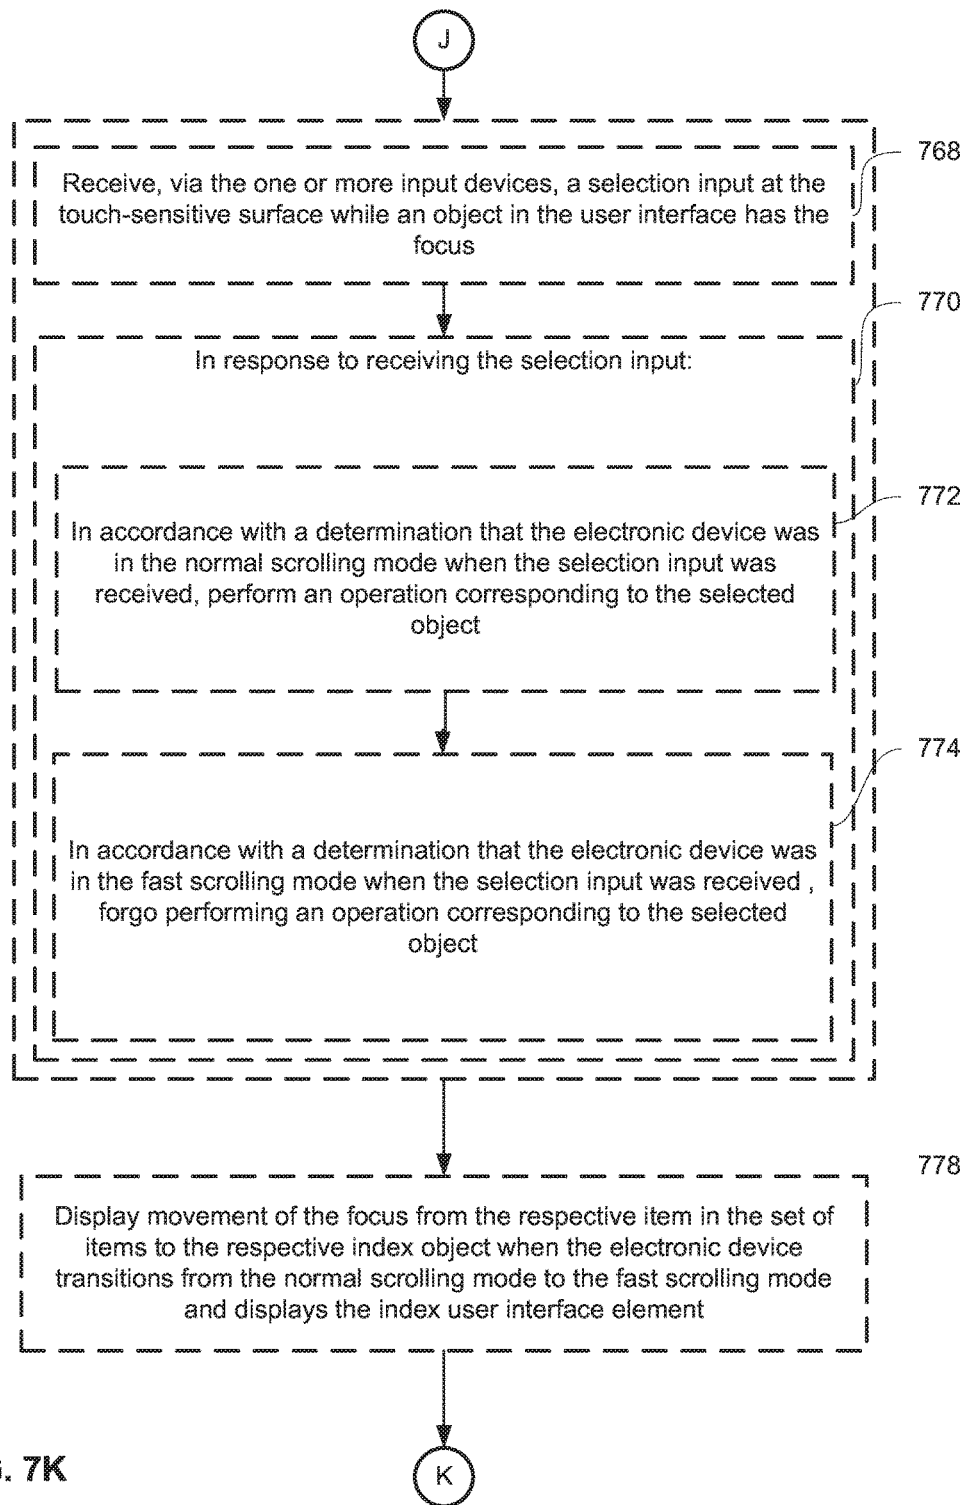 J
768
Receive, via the one or more input devices, a selection input at the
touch-sensitive surface while an object in the user interface has the
focus
770
In response to receiving the selection input:
772
In accordance with a determination that the electronic device was
in the normal scrolling mode when the selection input was
received, perform an operation corresponding to the selected
object
774
In accordance with a determination that the electronic device was
in the fast scrolling mode when the selection input was received ,
forgo performing an operation corresponding to the selected
object
778
Display movement of the focus from the respective item in the set of
items to the respective index object when the electronic device
transitions from the normal scrolling mode to the fast scrolling mode
and displays the index user interface element
7K
K